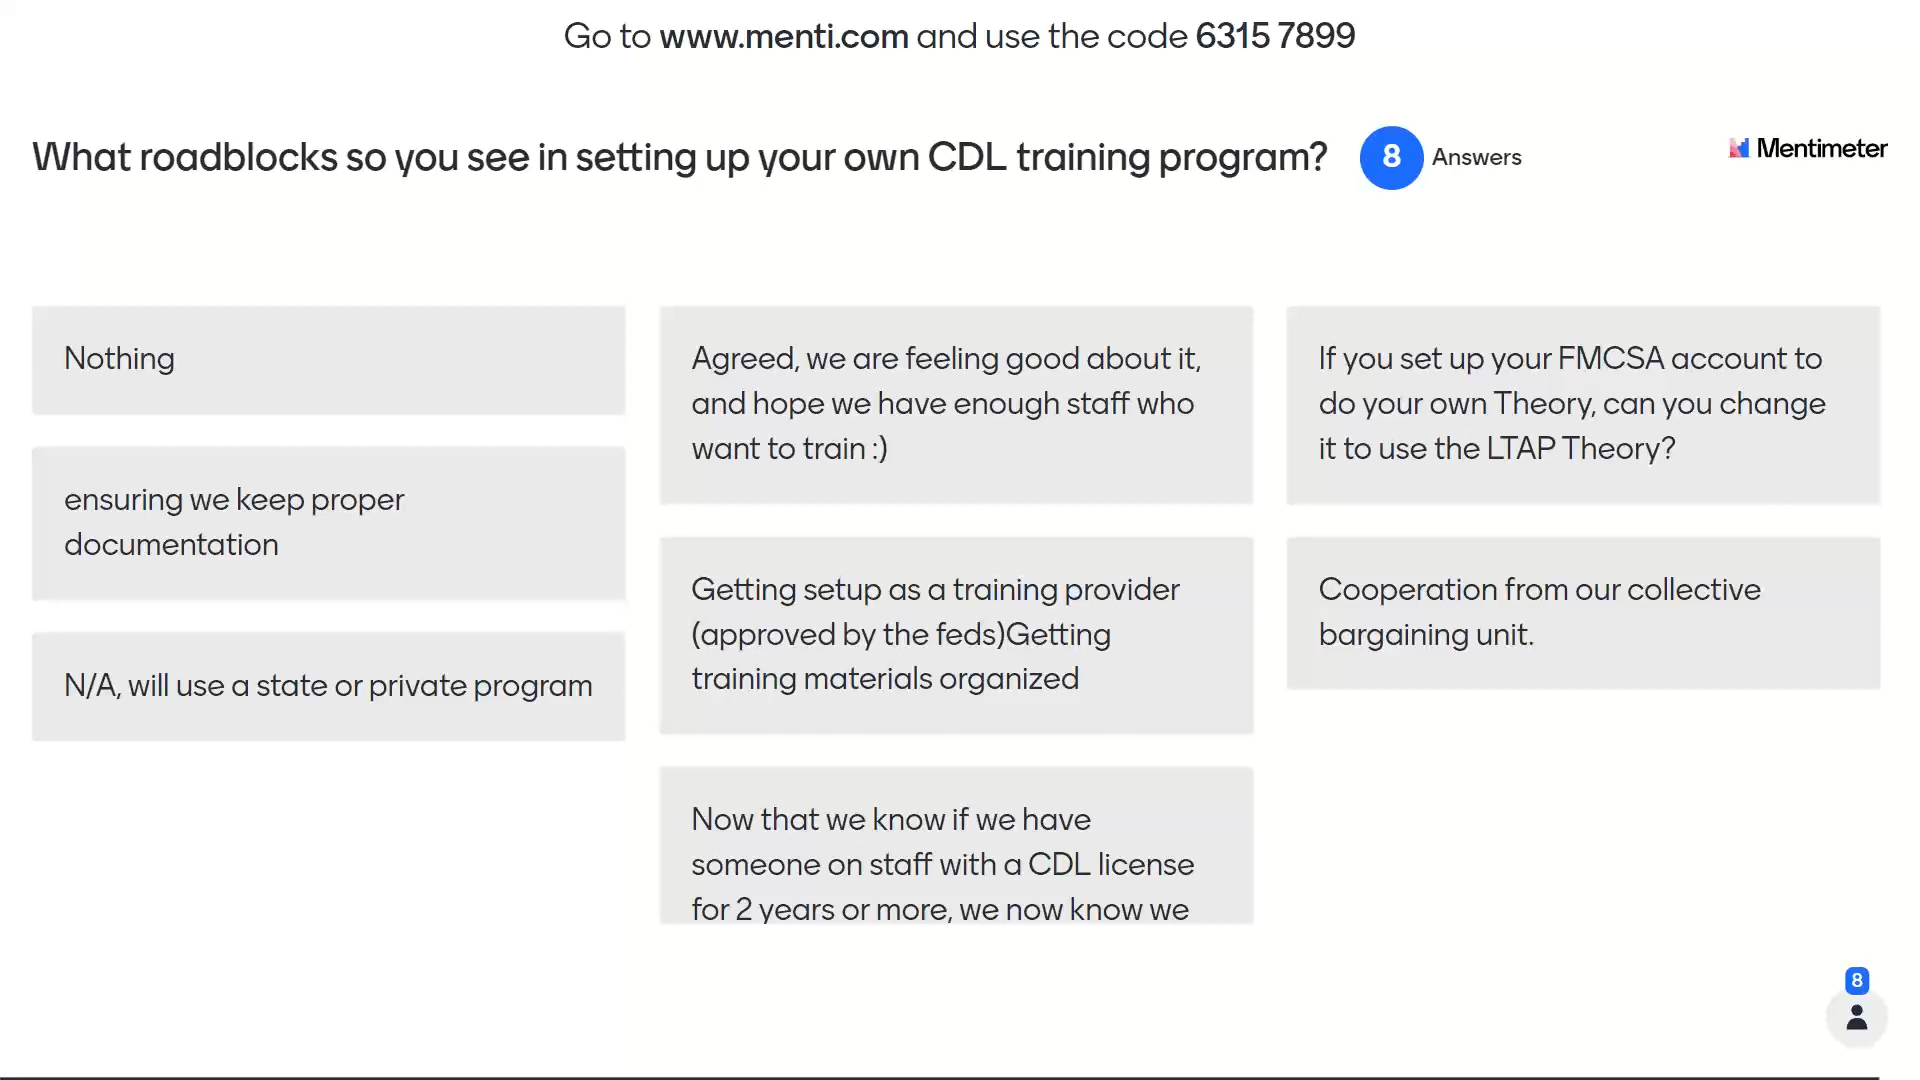 Go to www.menti.com and use the code 6315 7899
What roadblocks so you see in setting up your own CDL training program?
8 Answers
Mentimeter
Nothing
ensuring we keep proper
documentation
N/A, will use a state or private program
Agreed, we are feeling good about it,
and hope we have enough staff who
want to train :)
Getting setup as a training provider
(approved by the feds)Getting
training materials organized
Now that we know if we have
someone on staff with a CDL license
for 2 years or more, we now know we
If you set up your FMCSA account to
do your own Theory, can you change
it to use the LTAP Theory?
Cooperation from our collective
bargaining unit.
8